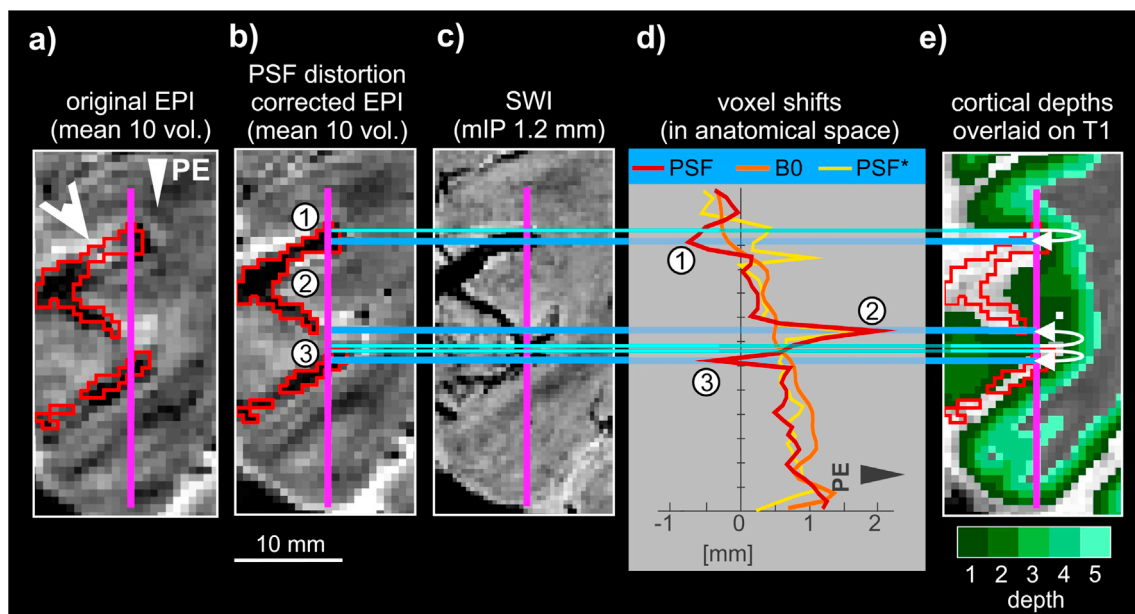 a)
original EPI
(mean 10 vol.)
PE
b)
PSF distortion
corrected EPI
(mean 10 vol.)
1
2
3
10 mm
c)
SWI
(mIP 1.2 mm)
d)
voxel shifts
(in anatomical space)
PSF B0 PSF*
1
2
3
PE
-1 0 1 2
[mm]
e)
cortical depths
overlaid on T1
1 2 3 4 5
depth